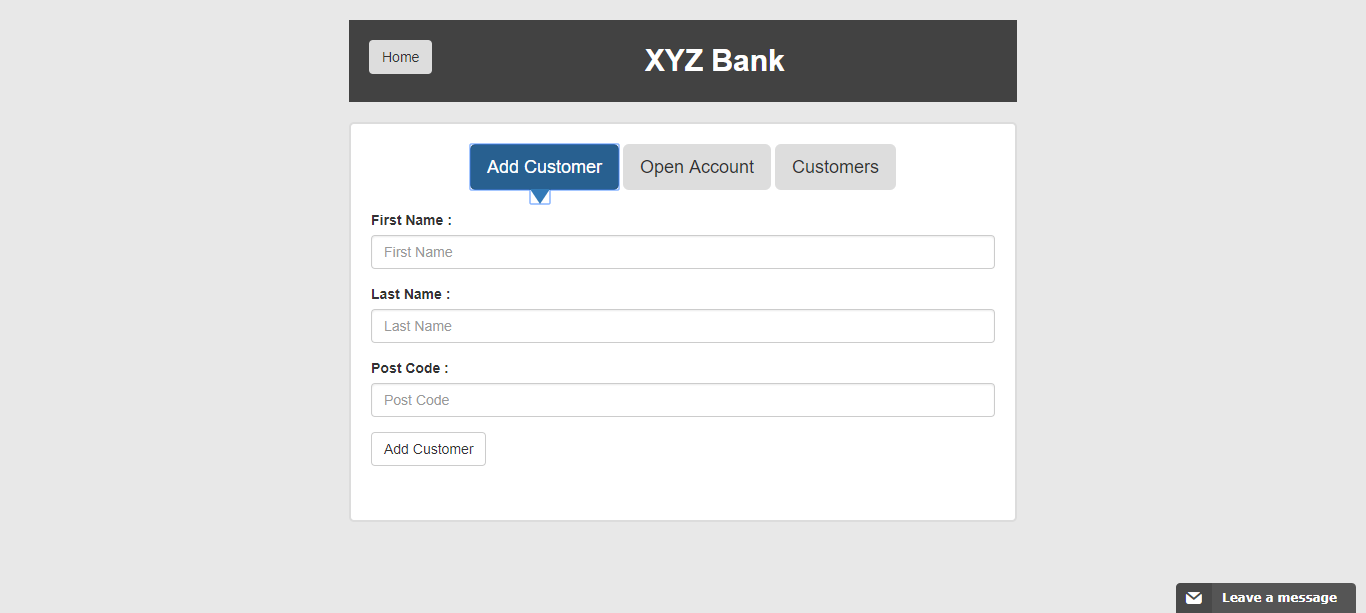 Home
XYZ Bank
Add Customer
Open Account
Customers
First Name :
First Name
Last Name :
Last Name
Post Code :
Post Code
Add Customer
Leave a message